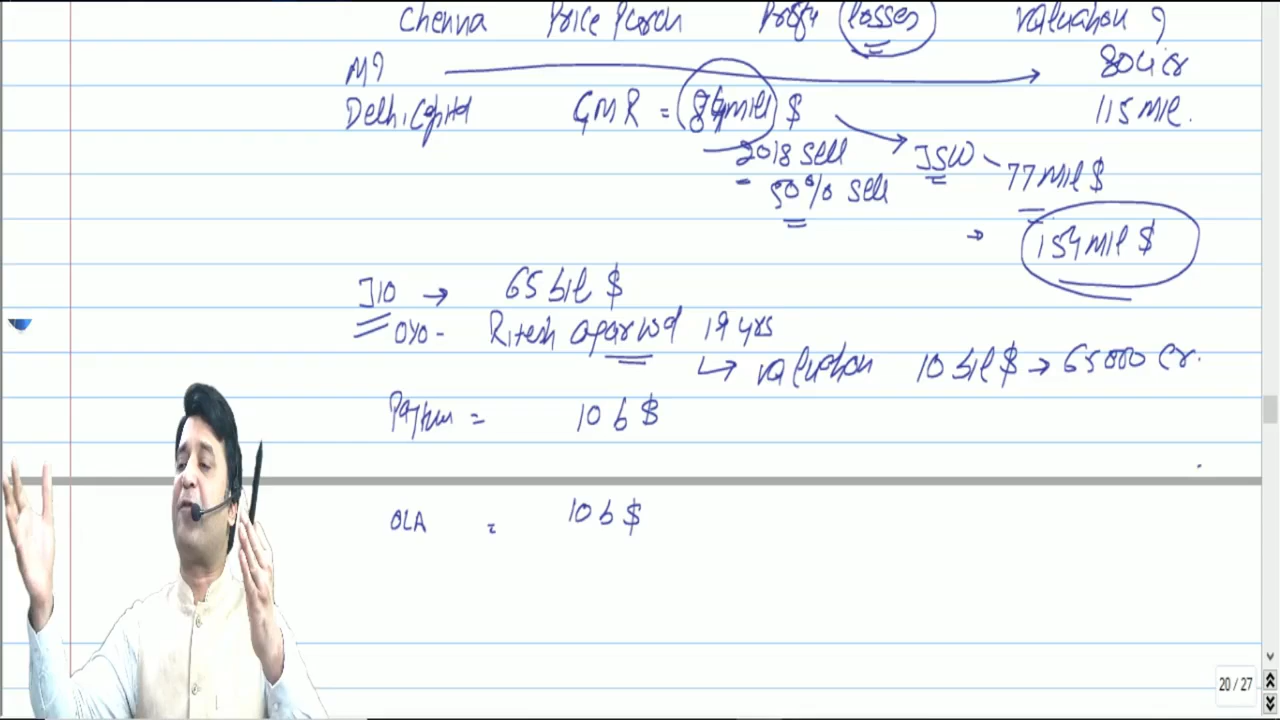 Chenna Price Purch Profit losses Valuation ?
MI 804 cr
Delhi Capital GMR = 84 mill $ 115 Mil.
2018 sell JSW 77 Mil $
50% sell
→ 154 Mil $
JIO → 65 bil $
OYO - Ritesh agarwal 19 yrs
↳ valuation 10 bil $ → 65000 cr.
Paytm = 10 b $
OLA = 10 b $
20 / 27